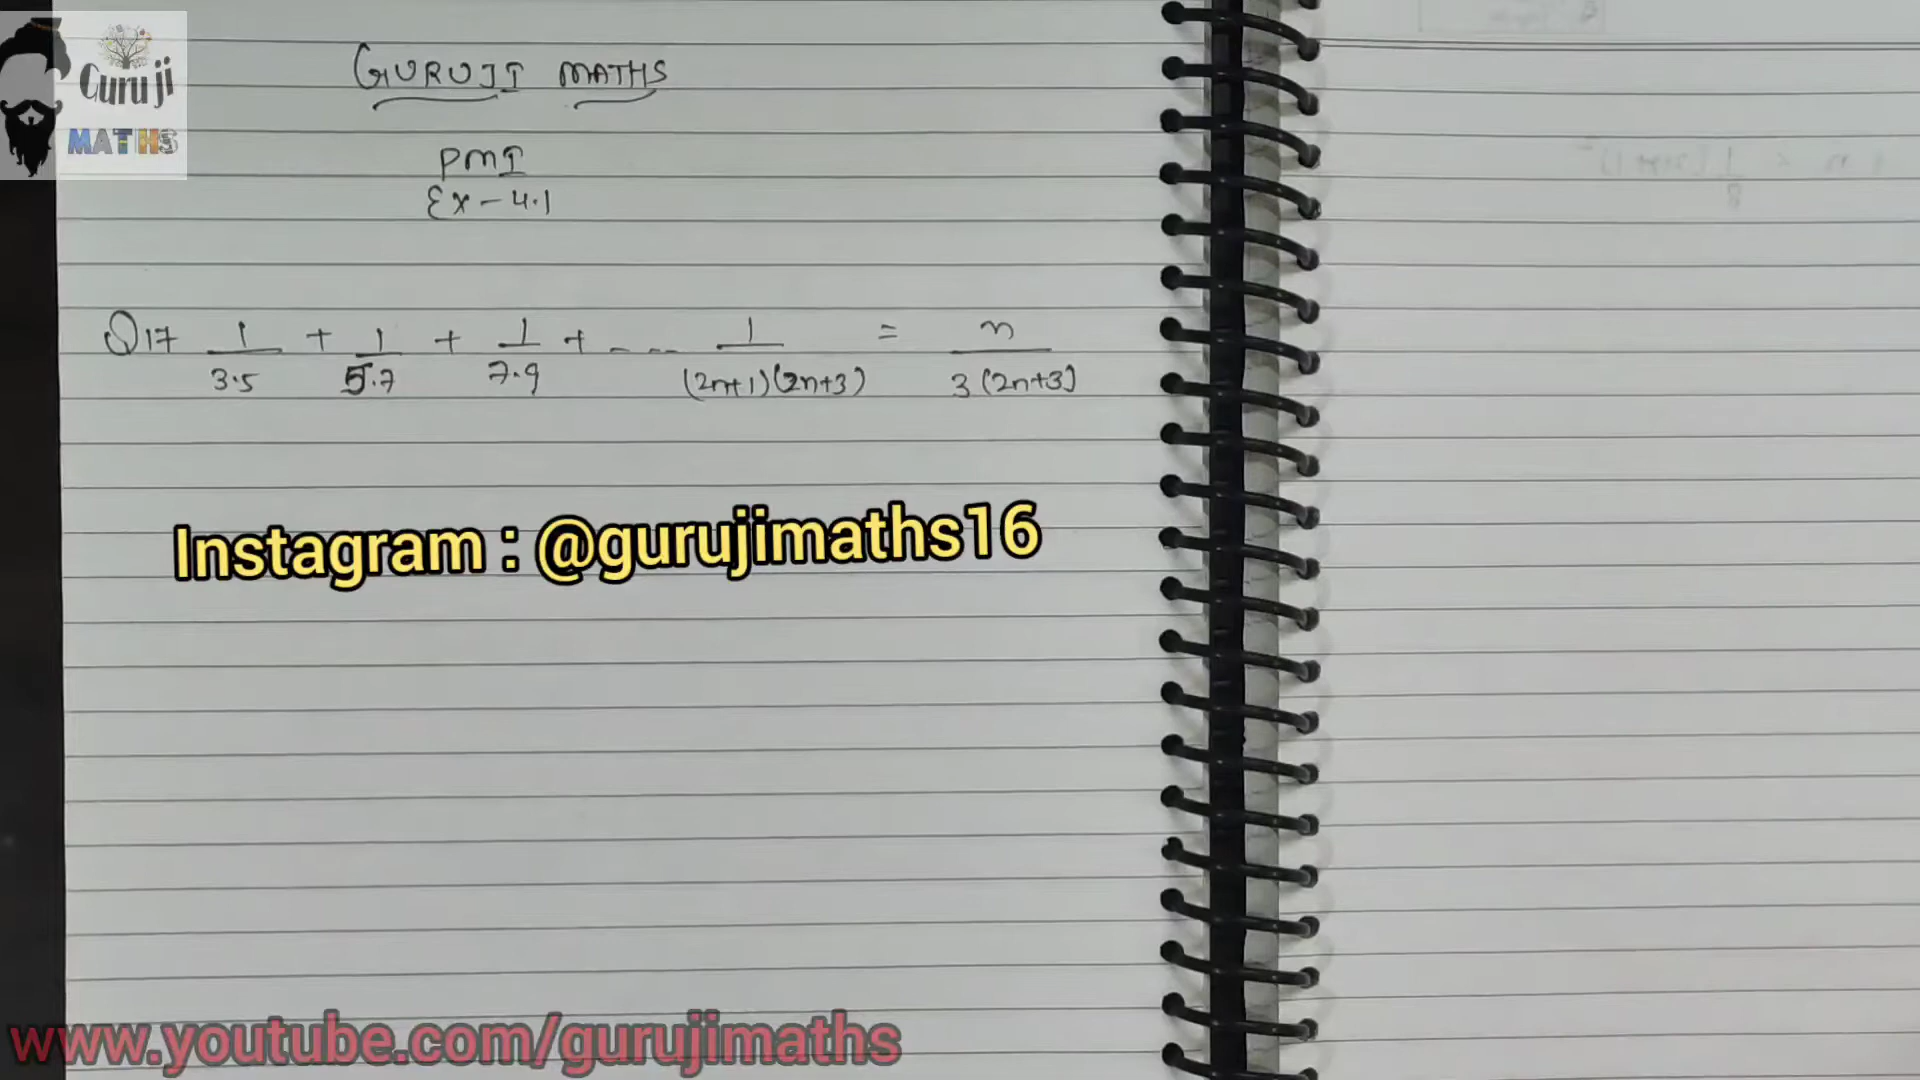 Guru ji
MATHS
GURUJI MATHS
PMI
Ex - 4.1
Q17 1/3.5 + 1/5.7 + 1/7.9 + - - - 1/(2n+1)(2n+3) = n/3(2n+3)
Instagram : @gurujimaths16
www.youtube.com/gurujimaths